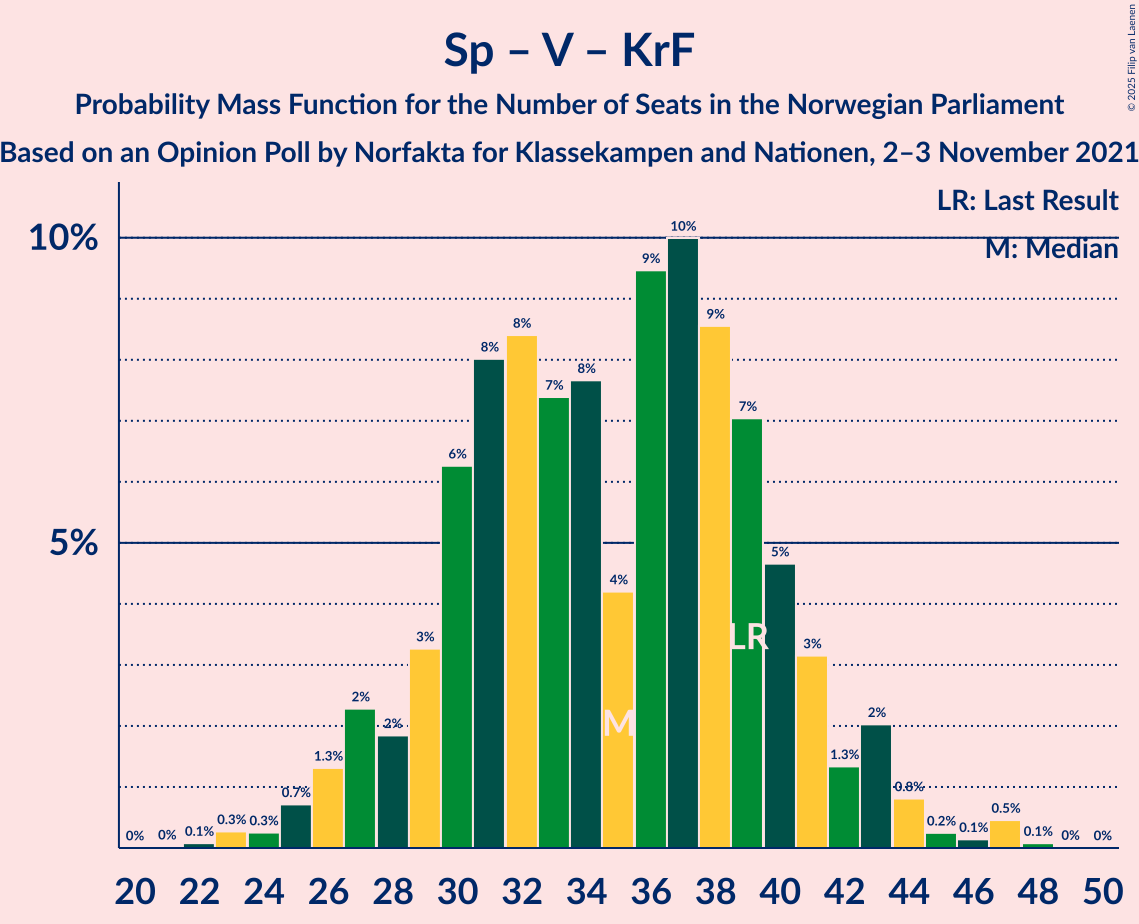 Sp – V – KrF
Probability Mass Function for the Number of Seats in the Norwegian Parliament
Based on an Opinion Poll by Norfakta for Klassekampen and Nationen, 2–3 November 2021
© 2025 Filip van Laenen
LR: Last Result
M: Median
10%
5%
0% 0% 0.1% 0.3% 0.3% 0.7% 1.3% 2% 2% 3% 6% 8% 8% 7% 8% 4% 9% 10% 9% 7% 5% 3% 1.3% 2% 0.8% 0.2% 0.1% 0.5% 0.1% 0% 0%
LR
M
20 22 24 26 28 30 32 34 36 38 40 42 44 46 48 50